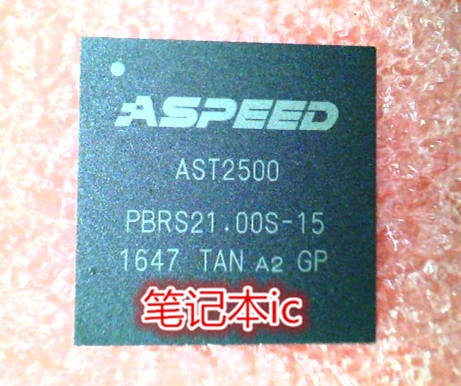 ASPEED
AST2500
PBRS21.00S-15
1647 TAN A2 GP
笔记本ic